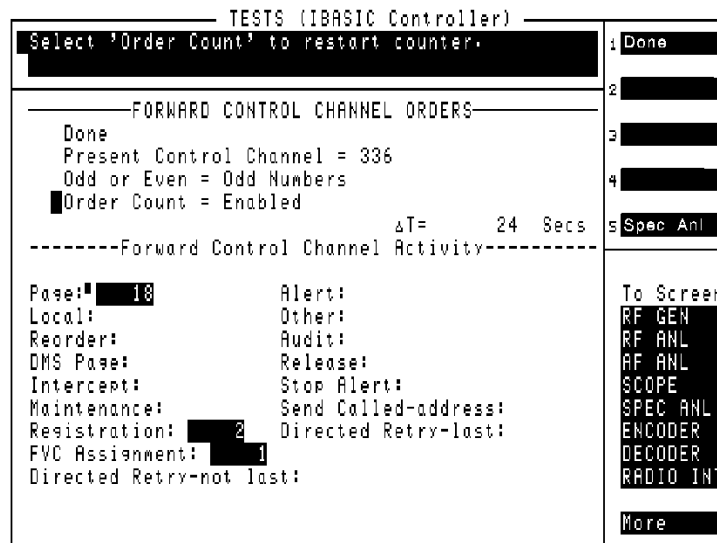 TESTS (IBASIC Controller)
Select 'Order Count' to restart counter.
FORWARD CONTROL CHANNEL ORDERS
Done
Present Control Channel = 336
Odd or Even = Odd Numbers
Order Count = Enabled
△T= 24 Secs
--------Forward Control Channel Activity----------
Page: 18 Alert:
Local: Other:
Reorder: Audit:
DMS Page: Release:
Intercept: Stop Alert:
Maintenance: Send Called-address:
Registration: 2 Directed Retry-last:
FVC Assignment: 1
Directed Retry-not last:
1 Done
2
3
4
5 Spec Anl
To Screen
RF GEN
RF ANL
AF ANL
SCOPE
SPEC ANL
ENCODER
DECODER
RADIO INT
More